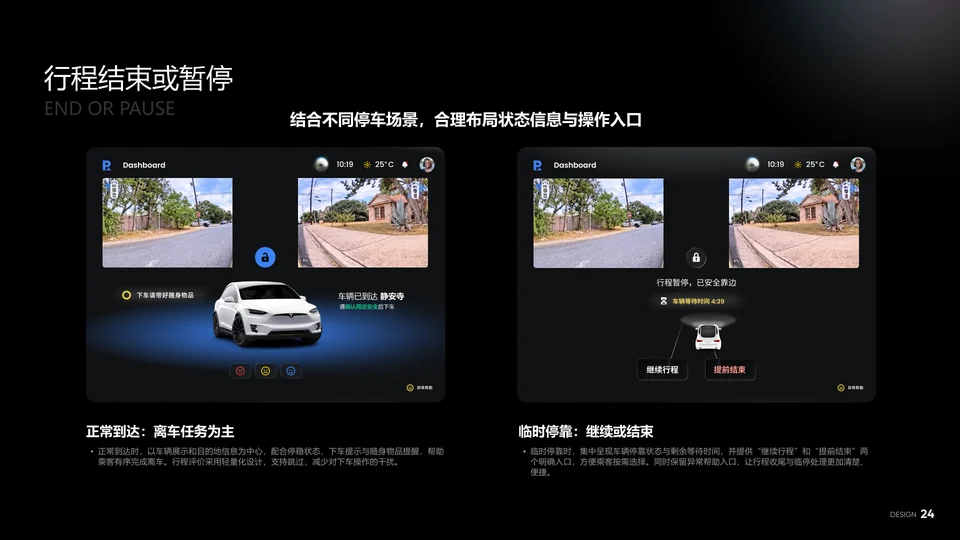 行程结束或暂停
END OR PAUSE
结合不同停车场景，合理布局状态信息与操作入口
Dashboard
10:19
25°C
下车请带好随身物品
车辆已到达 静安寺
请确认周边安全后下车
异常帮助
Dashboard
10:19
25°C
行程暂停，已安全靠边
车辆等待时间 4:39
继续行程
提前结束
异常帮助
正常到达：离车任务为主
• 正常到达时，以车辆展示和目的地信息为中心，配合停稳状态、下车提示与随身物品提醒，帮助
乘客有序完成离车。行程评价采用轻量化设计，支持跳过，减少对下车操作的干扰。
临时停靠：继续或结束
• 临时停靠时，集中呈现车辆停靠状态与剩余等待时间，并提供“继续行程”和“提前结束”两
个明确入口，方便乘客按需选择。同时保留异常帮助入口，让行程收尾与临停处理更加清楚、
便捷。
DESIGN 24